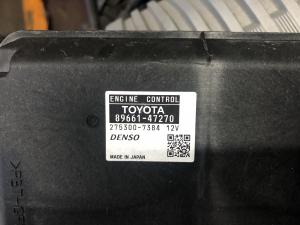 ENGINE CONTROL
TOYOTA
89661-47270
275300-7384 12V
DENSO
MADE IN JAPAN